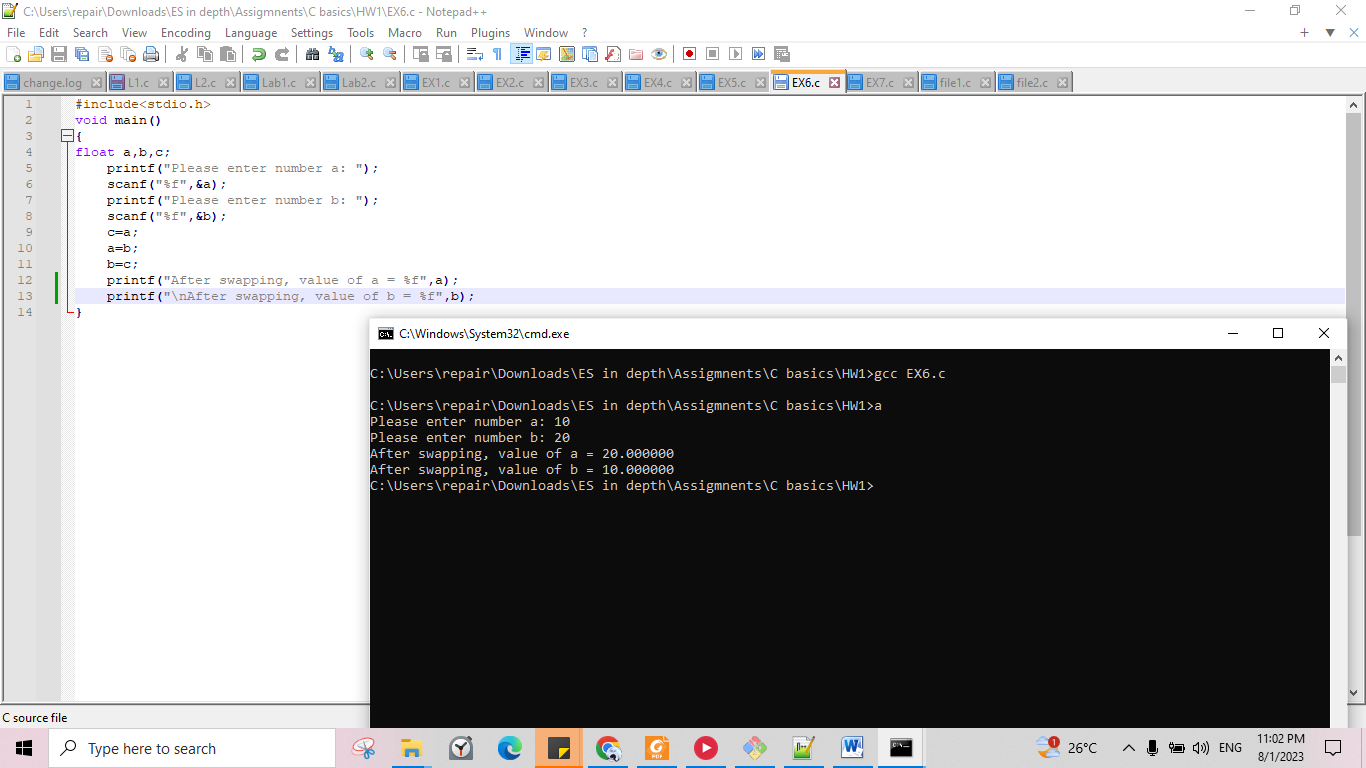 C:\Users\repair\Downloads\ES in depth\Assigmnents\C basics\HW1\EX6.c - Notepad++
File Edit Search View Encoding Language Settings Tools Macro Run Plugins Window ?
change.log L1.c L2.c Lab1.c Lab2.c EX1.c EX2.c EX3.c EX4.c EX5.c EX6.c EX7.c file1.c file2.c
1 #include<stdio.h>
2 void main()
3 {
4 float a,b,c;
5 printf("Please enter number a: ");
6 scanf("%f",&a);
7 printf("Please enter number b: ");
8 scanf("%f",&b);
9 c=a;
10 a=b;
11 b=c;
12 printf("After swapping, value of a = %f",a);
13 printf("\nAfter swapping, value of b = %f",b);
14 }
C:\Windows\System32\cmd.exe
C:\Users\repair\Downloads\ES in depth\Assigmnents\C basics\HW1>gcc EX6.c
C:\Users\repair\Downloads\ES in depth\Assigmnents\C basics\HW1>a
Please enter number a: 10
Please enter number b: 20
After swapping, value of a = 20.000000
After swapping, value of b = 10.000000
C:\Users\repair\Downloads\ES in depth\Assigmnents\C basics\HW1>
C source file
Type here to search
26°C ENG 11:02 PM
8/1/2023